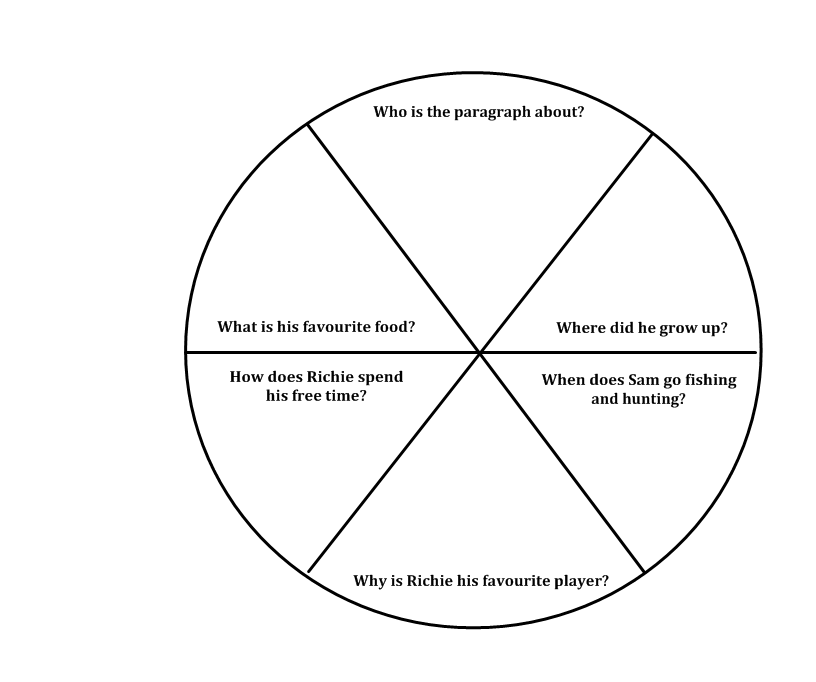 Who is the paragraph about?
What is his favourite food?
Where did he grow up?
How does Richie spend
his free time?
When does Sam go fishing
and hunting?
Why is Richie his favourite player?